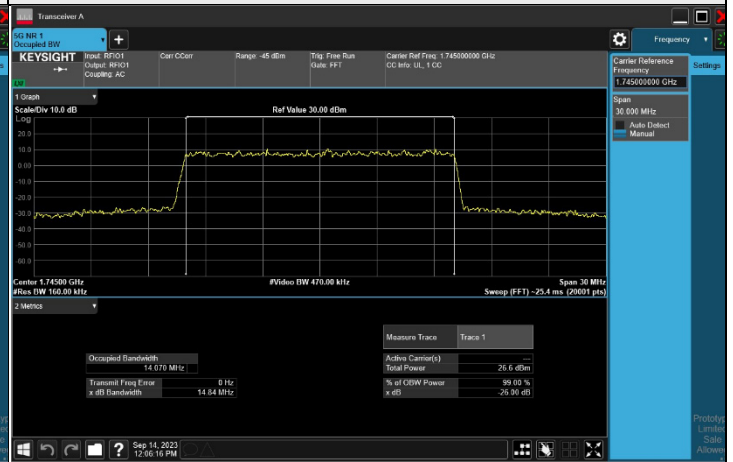 Transceiver A
5G NR 1
Occupied BW
Frequency
KEYSIGHT
Input: RFIO1
Output: RFIO1
Coupling: AC
Corr CCorr
Range: -45 dBm
Trig: Free Run
Gate: FFT
Carrier Ref Freq: 1.745000000 GHz
CC Info: UL, 1 CC
Carrier Reference
Frequency
1.745000000 GHz
Settings
Span
30.000 MHz
Auto Detect
Manual
1 Graph
Scale/Div 10.0 dB
Ref Value 30.00 dBm
Log
20.0
10.0
0.00
-10.0
-20.0
-30.0
-40.0
-50.0
-60.0
Center 1.74500 GHz
#Video BW 470.00 kHz
Span 30 MHz
#Res BW 160.00 kHz
Sweep (FFT) ~25.4 ms (20001 pts)
2 Metrics
Measure Trace
Trace 1
Occupied Bandwidth
14.070 MHz
Active Carrier(s)
---
Total Power
26.6 dBm
Transmit Freq Error
0 Hz
% of OBW Power
99.00 %
x dB Bandwidth
14.84 MHz
x dB
-26.00 dB
Sep 14, 2023
12:06:16 PM
?